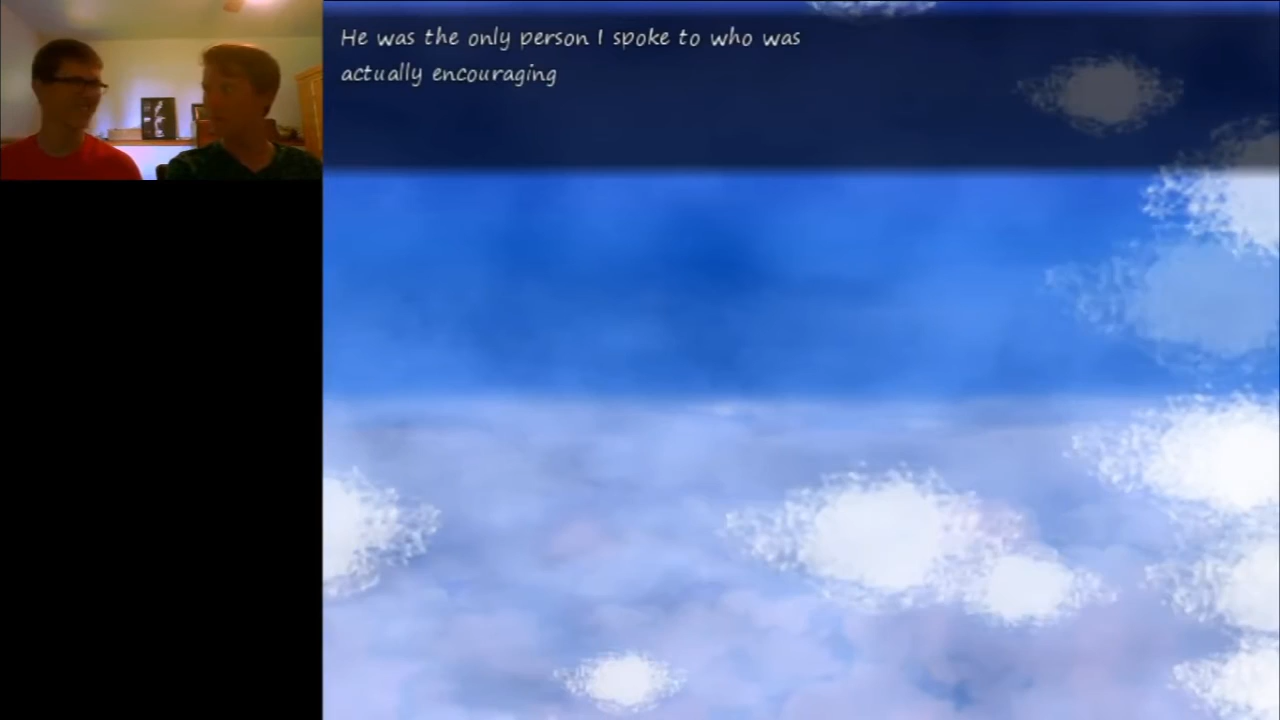 He was the only person I spoke to who was
actually encouraging